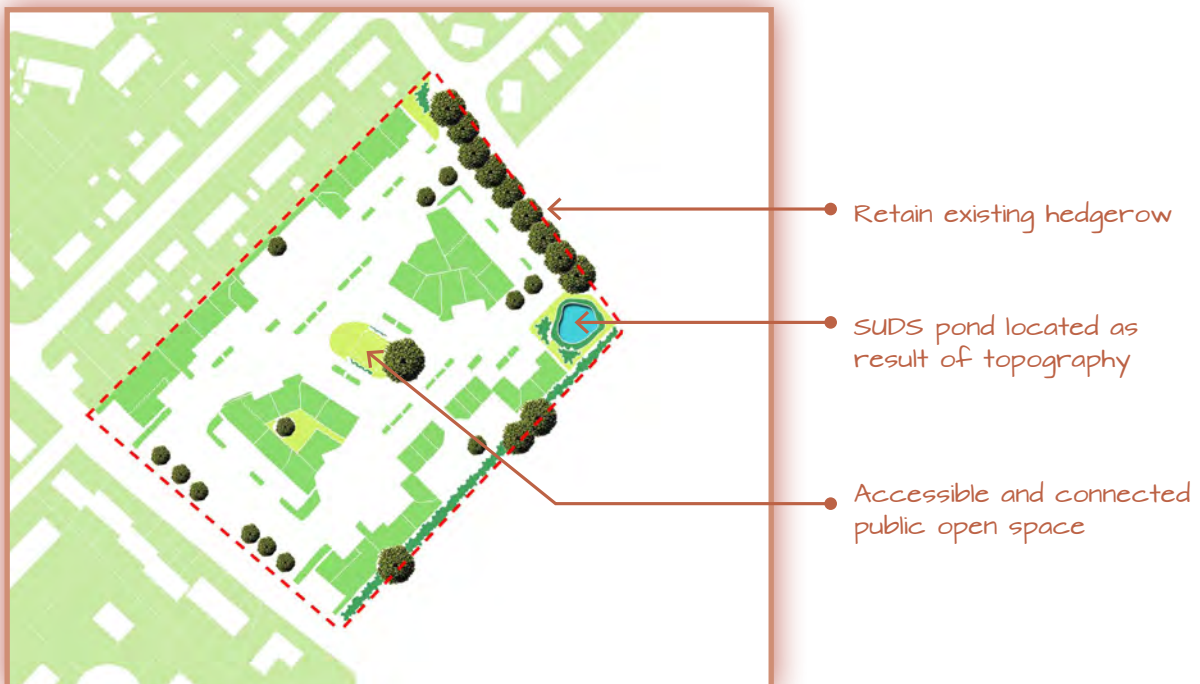 Retain existing hedgerow
SUDS pond located as
result of topography
Accessible and connected
public open space